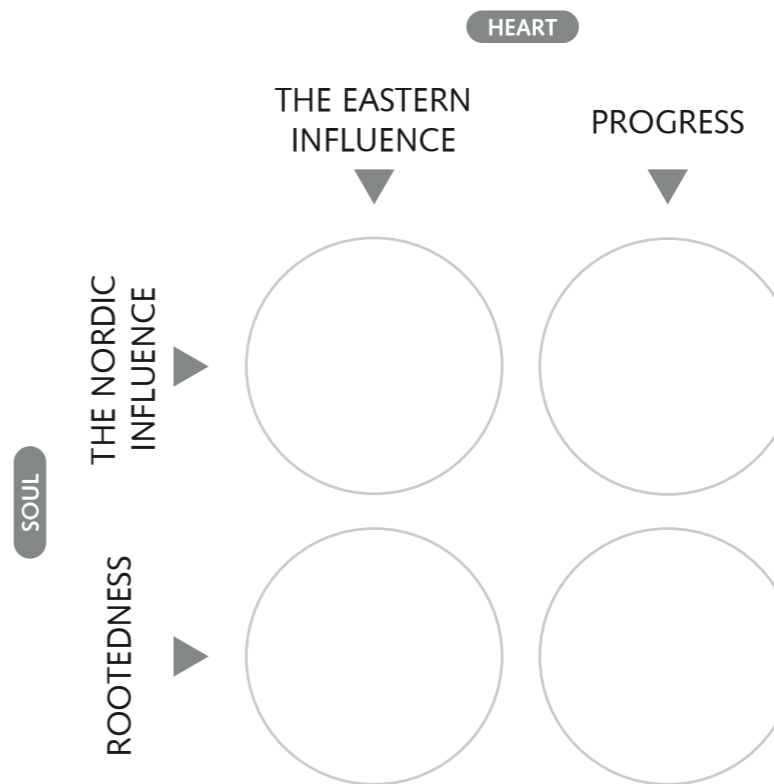 HEART
THE EASTERN
INFLUENCE
PROGRESS
THE NORDIC
INFLUENCE
SOUL
ROOTEDNESS